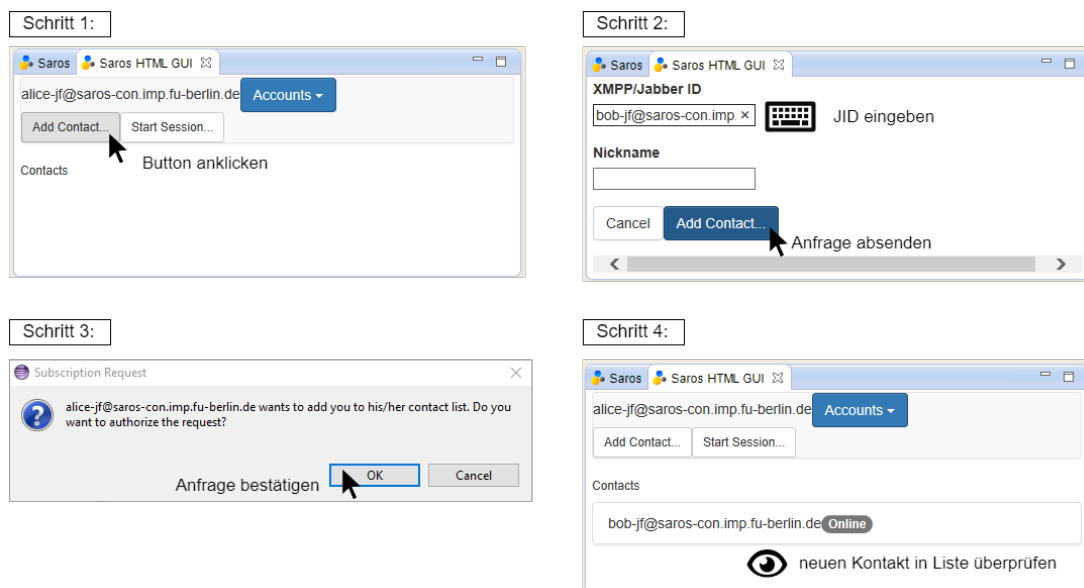 Schritt 1:
Saros Saros HTML GUI
alice-jf@saros-con.imp.fu-berlin.de Accounts
Add Contact... Start Session...
Button anklicken
Contacts
Schritt 2:
Saros Saros HTML GUI
XMPP/Jabber ID
bob-jf@saros-con.imp. × JID eingeben
Nickname
Cancel Add Contact...
Anfrage absenden
Schritt 3:
Subscription Request
alice-jf@saros-con.imp.fu-berlin.de wants to add you to his/her contact list. Do you
want to authorize the request?
OK Cancel
Anfrage bestätigen
Schritt 4:
Saros Saros HTML GUI
alice-jf@saros-con.imp.fu-berlin.de Accounts
Add Contact... Start Session...
Contacts
bob-jf@saros-con.imp.fu-berlin.de Online
neuen Kontakt in Liste überprüfen